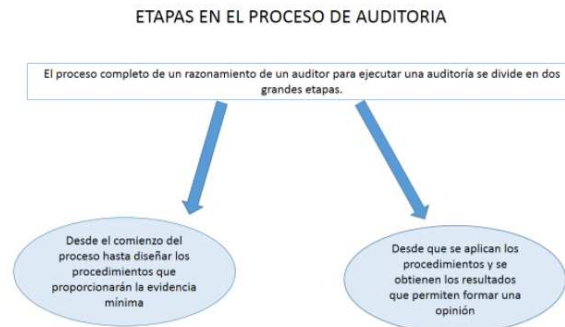 ETAPAS EN EL PROCESO DE AUDITORIA
El proceso completo de un razonamiento de un auditor para ejecutar una auditoría se divide en dos
grandes etapas.
Desde el comienzo del
proceso hasta diseñar los
procedimientos que
proporcionarán la evidencia
mínima
Desde que se aplican los
procedimientos y se
obtienen los resultados
que permiten formar una
opinión